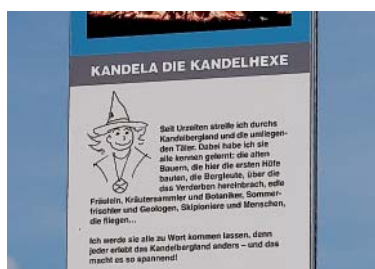 KANDELA DIE KANDELHEXE
Seit Urzeiten streife ich durchs
Kandelbergland und die umliegen-
den Täler. Dabei habe ich sie
alle kennen gelernt: die alten
Bauern, die hier die ersten Höfe
bauten, die Bergleute, über die
das Verderben hereinbrach, edle
Fräulein, Kräutersammler und Botaniker, Sommer-
frischler und Geologen, Skipioniere und Menschen,
die fliegen...
Ich werde sie alle zu Wort kommen lassen, denn
jeder erlebt das Kandelbergland anders – und das
macht es so spannend!